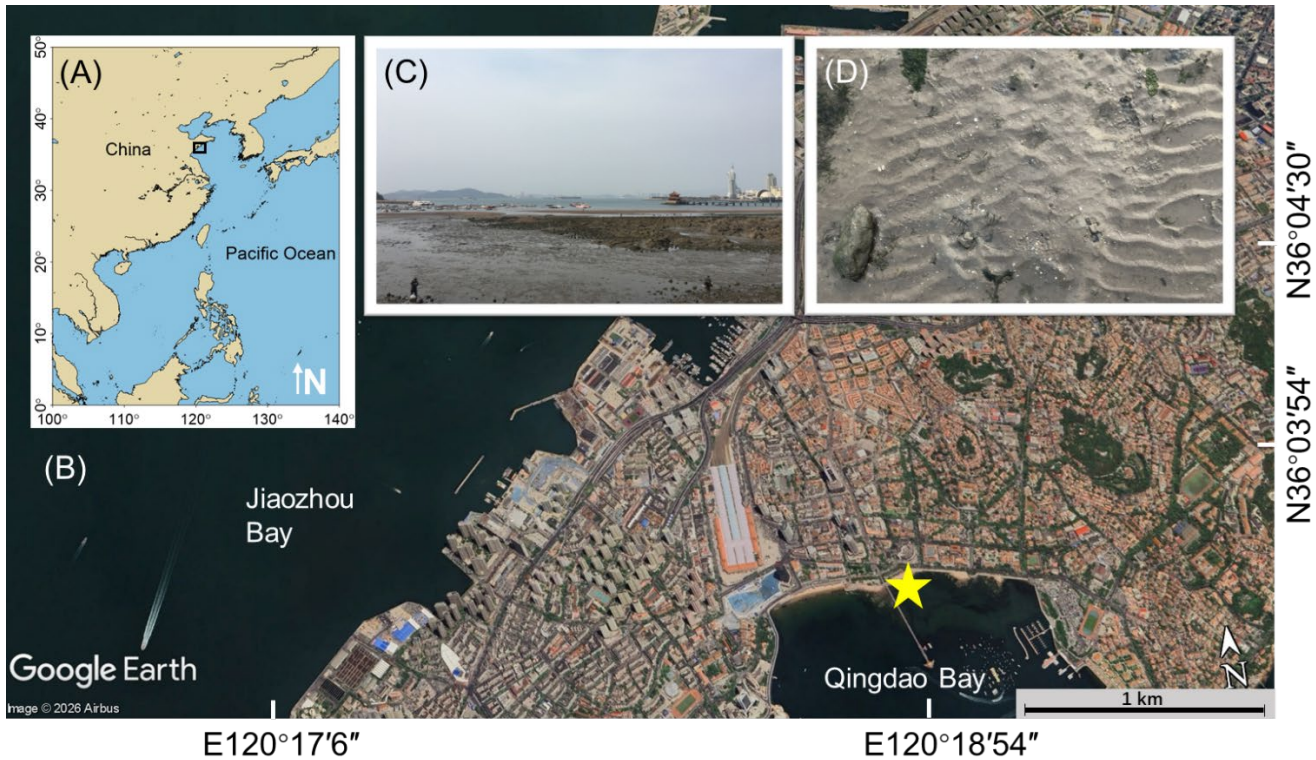 (A)
50°
40°
30°
20°
10°
0°
China
Pacific Ocean
N
100°
110°
120°
130°
140°
(C)
(D)
(B)
Jiaozhou
Bay
Qingdao Bay
N
1 km
Google Earth
Image © 2026 Airbus
E120°17′6″
E120°18′54″
N36°04′30″
N36°03′54″